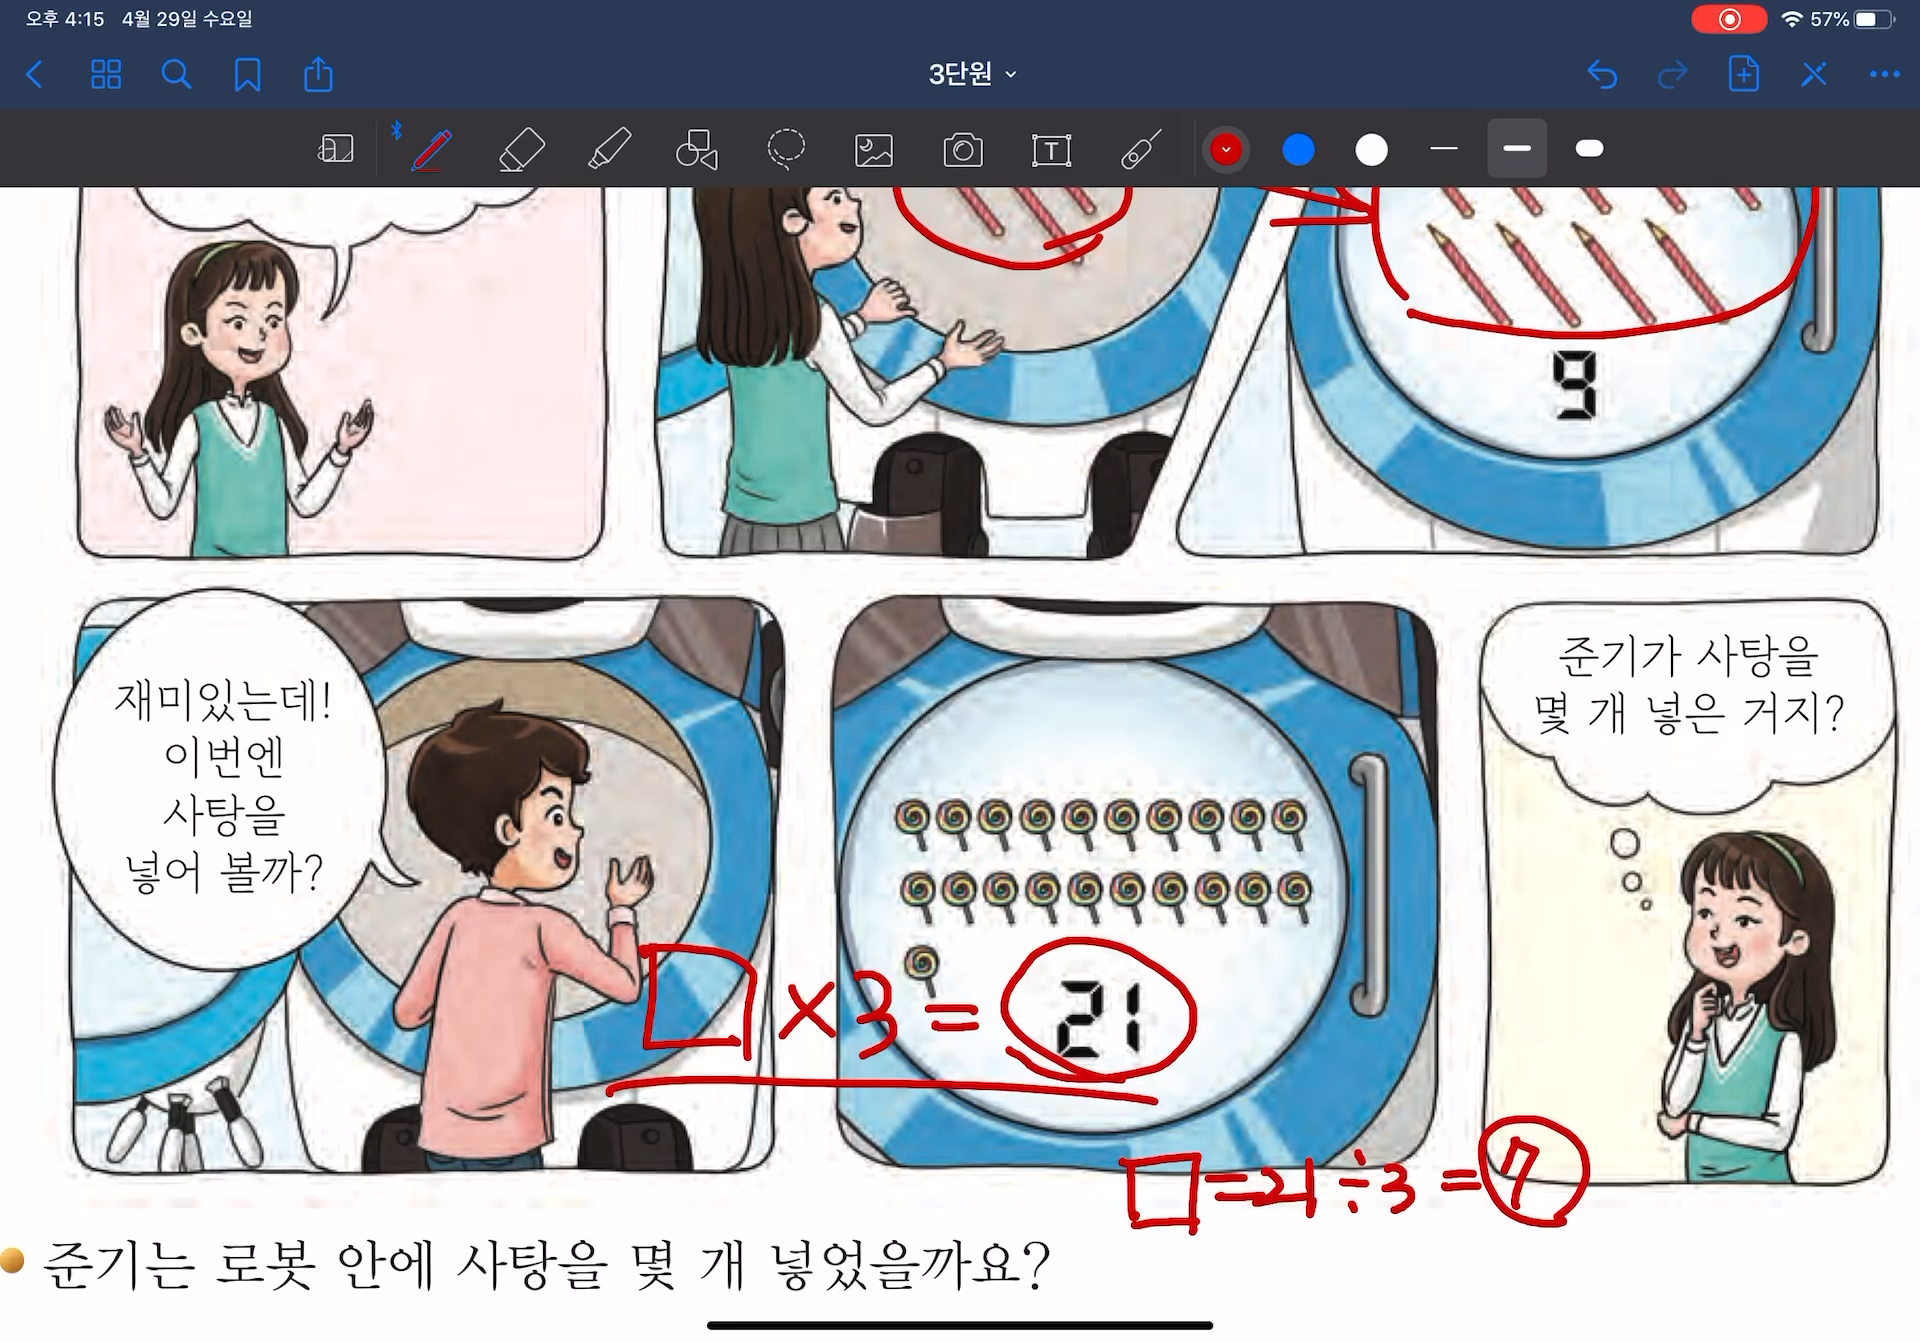 오후 4:15 4월 29일 수요일
57%
3단원
T
9
재미있는데!
이번엔
사탕을
넣어 볼까?
준기가 사탕을
몇 개 넣은 거지?
□×3=21
□=21÷3=7
준기는 로봇 안에 사탕을 몇 개 넣었을까요?